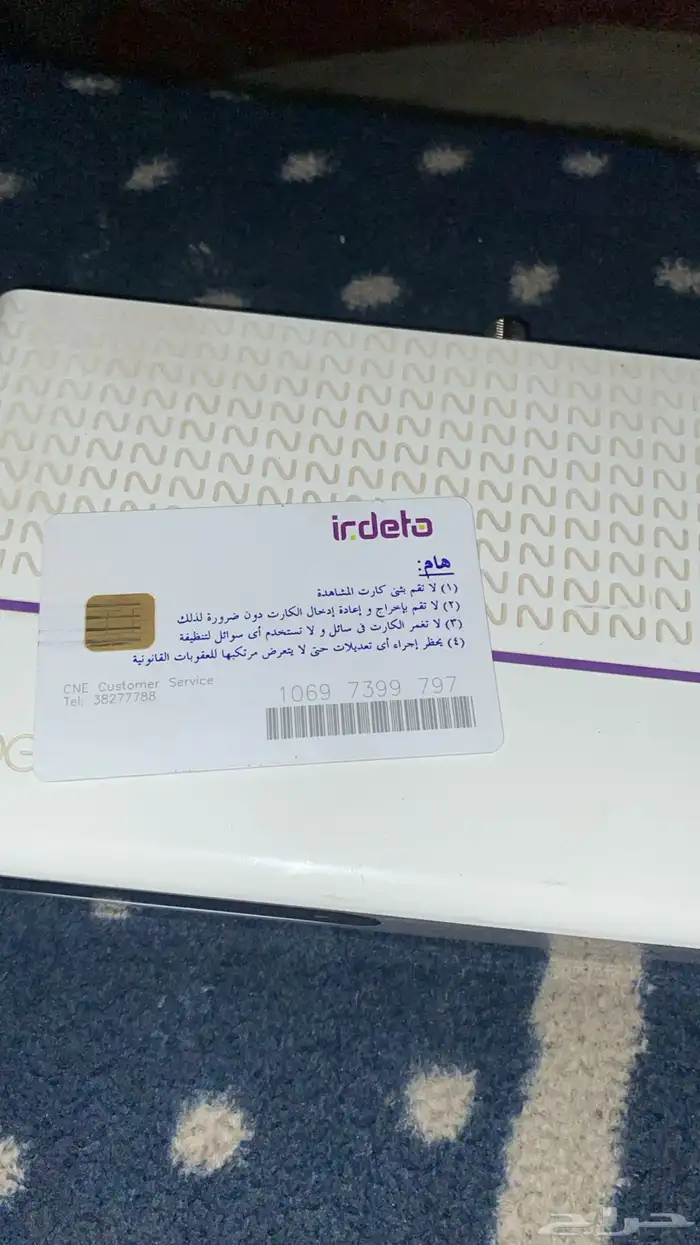 irdeto
هام:
(١) لا تقم بثنى كارت المشاهدة
(٢) لا تقم بإخراج و إعادة إدخال الكارت دون ضرورة لذلك
(٣) لا تغمر الكارت فى سائل و لا تستخدم أى سوائل لتنظيفة
(٤) يحظر إجراء أى تعديلات حتى لا يتعرض مرتكبها للعقوبات القانونية
CNE Customer Service
Tel: 38277788
1069 7399 797
حراج